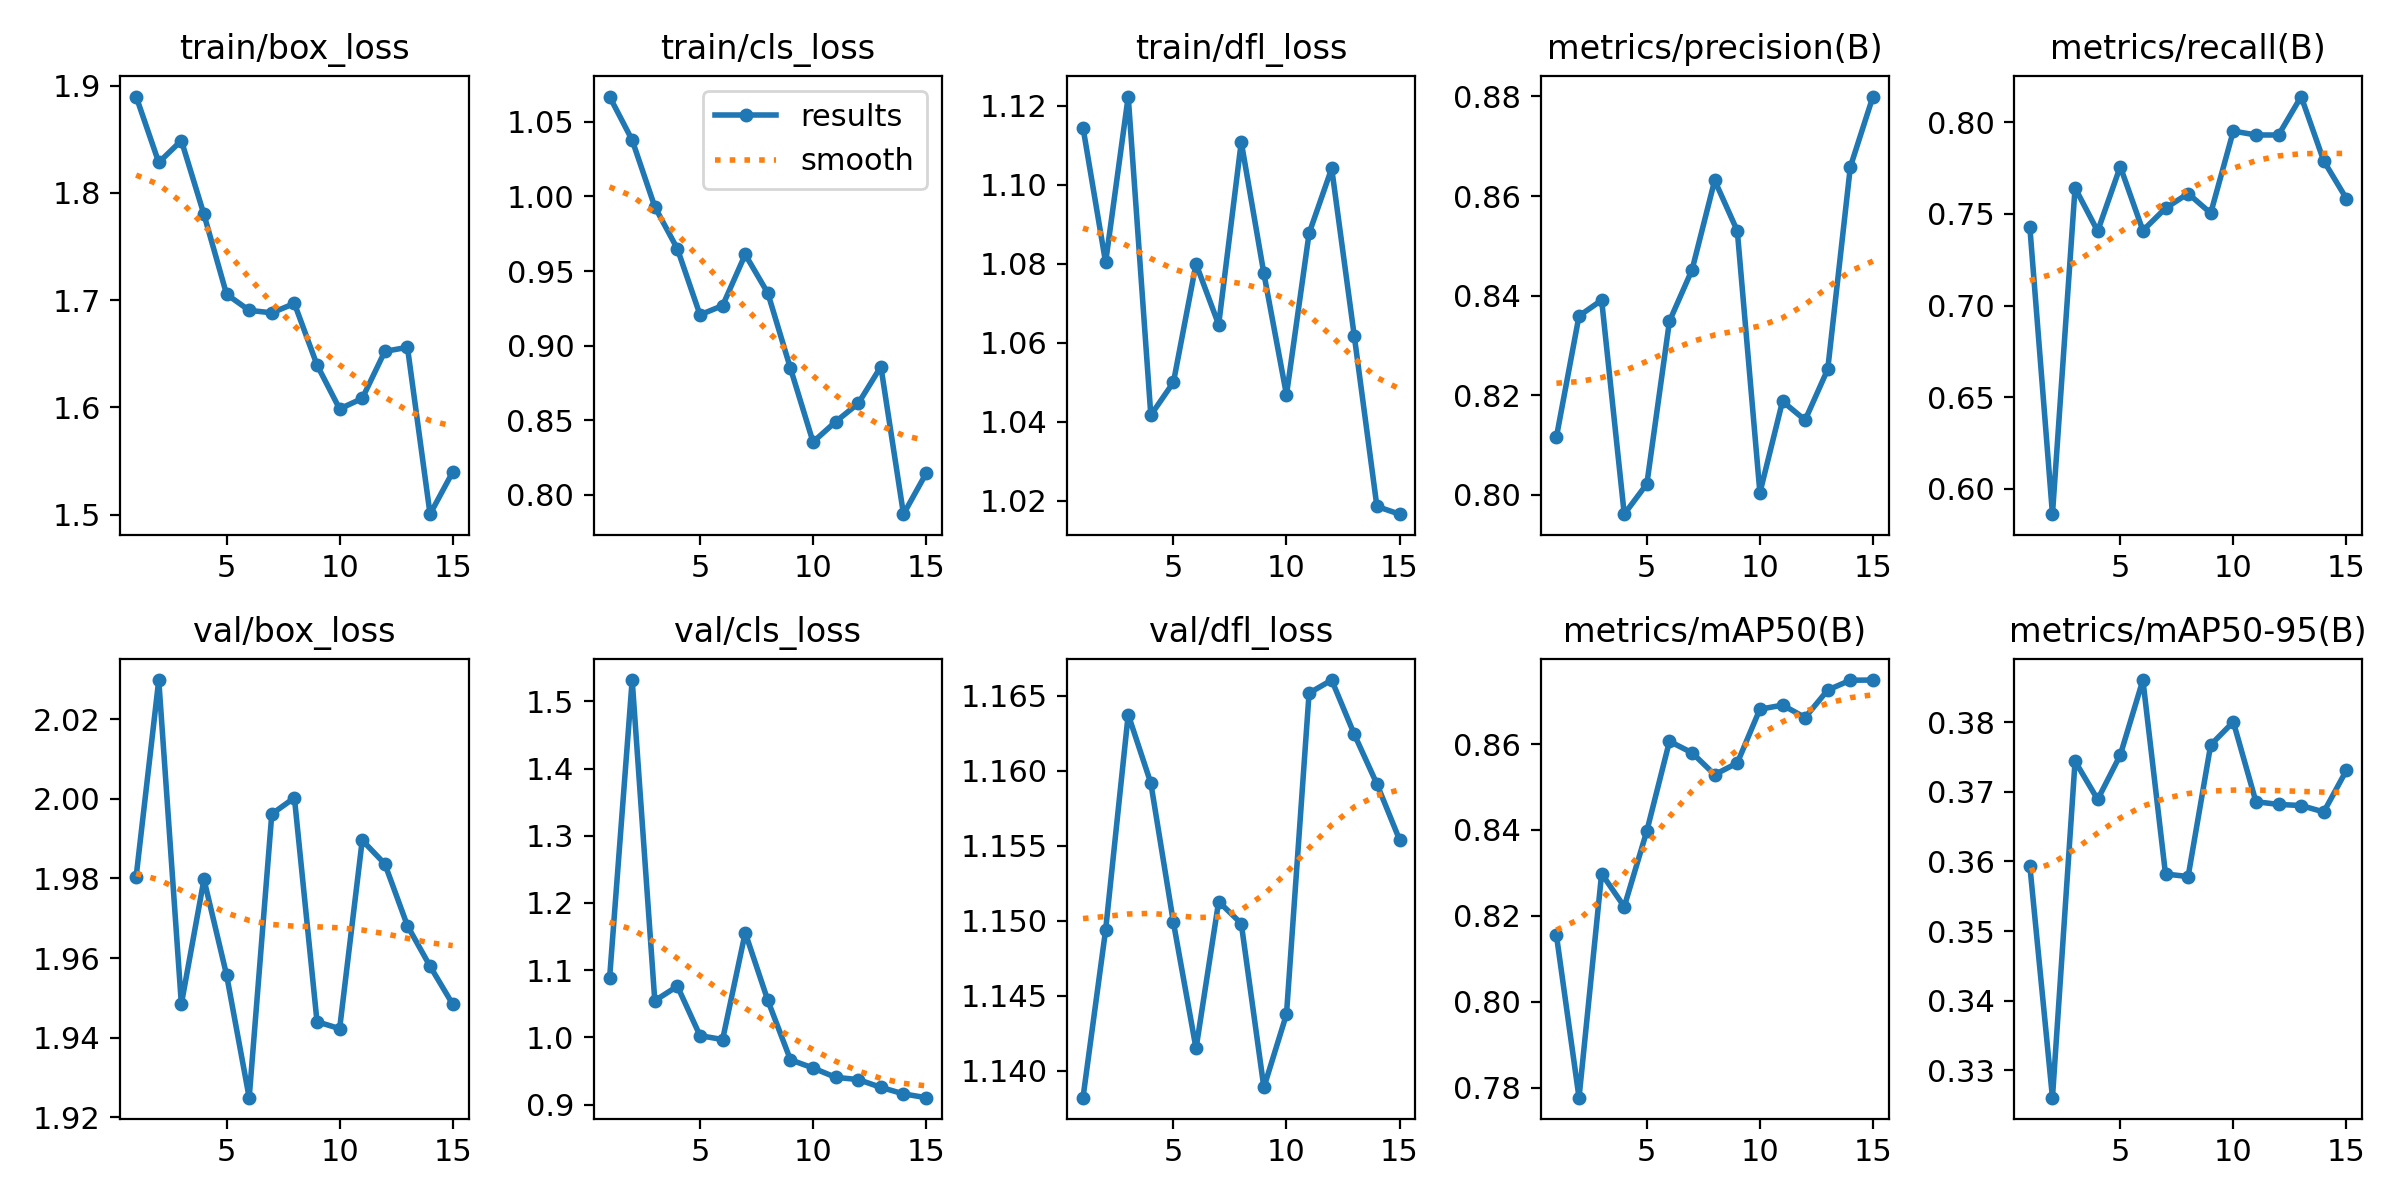 train/box_loss
1.9
1.8
1.7
1.6
1.5
5 10 15
train/cls_loss
results
smooth
1.05
1.00
0.95
0.90
0.85
0.80
5 10 15
train/dfl_loss
1.12
1.10
1.08
1.06
1.04
1.02
5 10 15
metrics/precision(B)
0.88
0.86
0.84
0.82
0.80
5 10 15
metrics/recall(B)
0.80
0.75
0.70
0.65
0.60
5 10 15
val/box_loss
2.02
2.00
1.98
1.96
1.94
1.92
5 10 15
val/cls_loss
1.5
1.4
1.3
1.2
1.1
1.0
0.9
5 10 15
val/dfl_loss
1.165
1.160
1.155
1.150
1.145
1.140
5 10 15
metrics/mAP50(B)
0.86
0.84
0.82
0.80
0.78
5 10 15
metrics/mAP50-95(B)
0.38
0.37
0.36
0.35
0.34
0.33
5 10 15